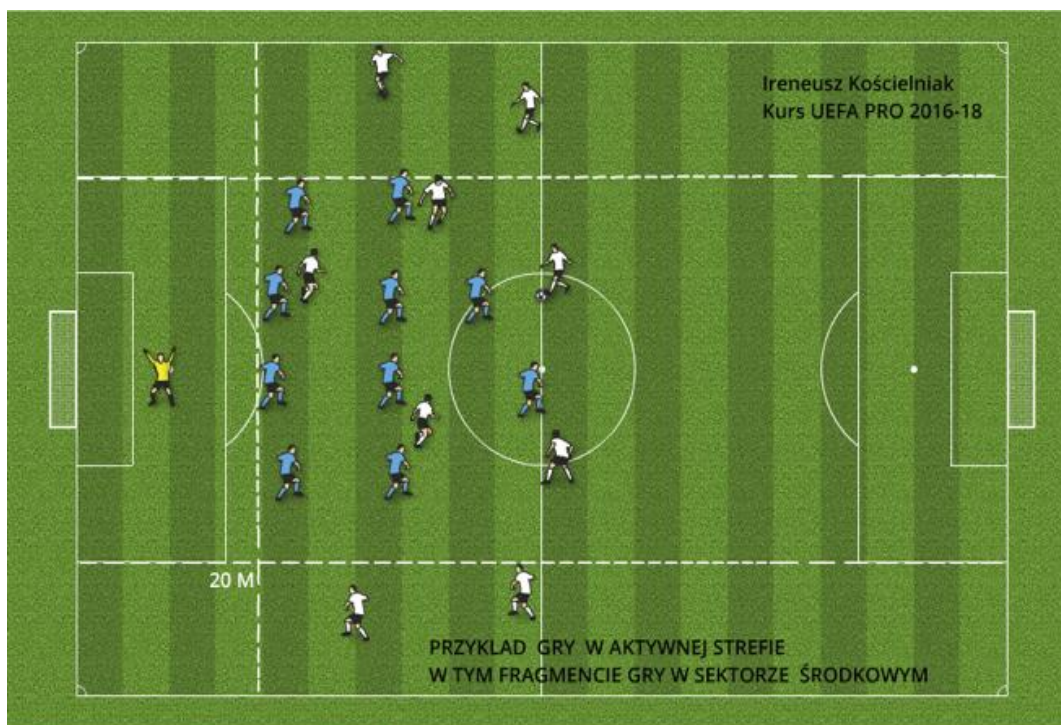 Ireneusz Kościelniak
Kurs UEFA PRO 2016-18
20 M
PRZYKLAD GRY W AKTYWNEJ STREFIE
W TYM FRAGMENCIE GRY W SEKTORZE ŚRODKOWYM